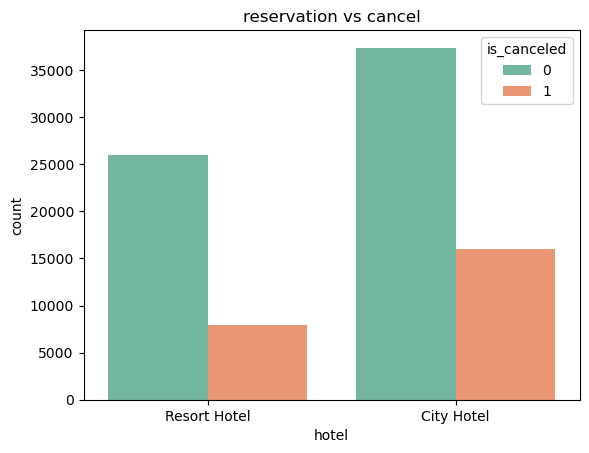 reservation vs cancel
is_canceled
0
1
35000
30000
25000
20000
15000
10000
5000
0
count
Resort Hotel
City Hotel
hotel